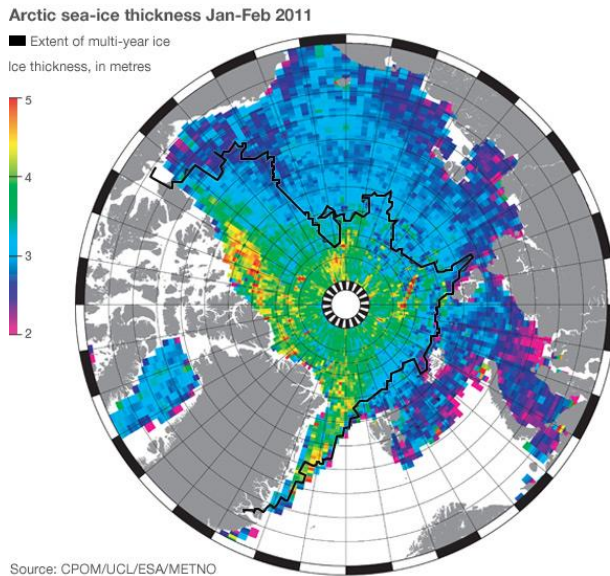 Arctic sea-ice thickness Jan-Feb 2011
Extent of multi-year ice
Ice thickness, in metres
5
4
3
2
Source: CPOM/UCL/ESA/METNO